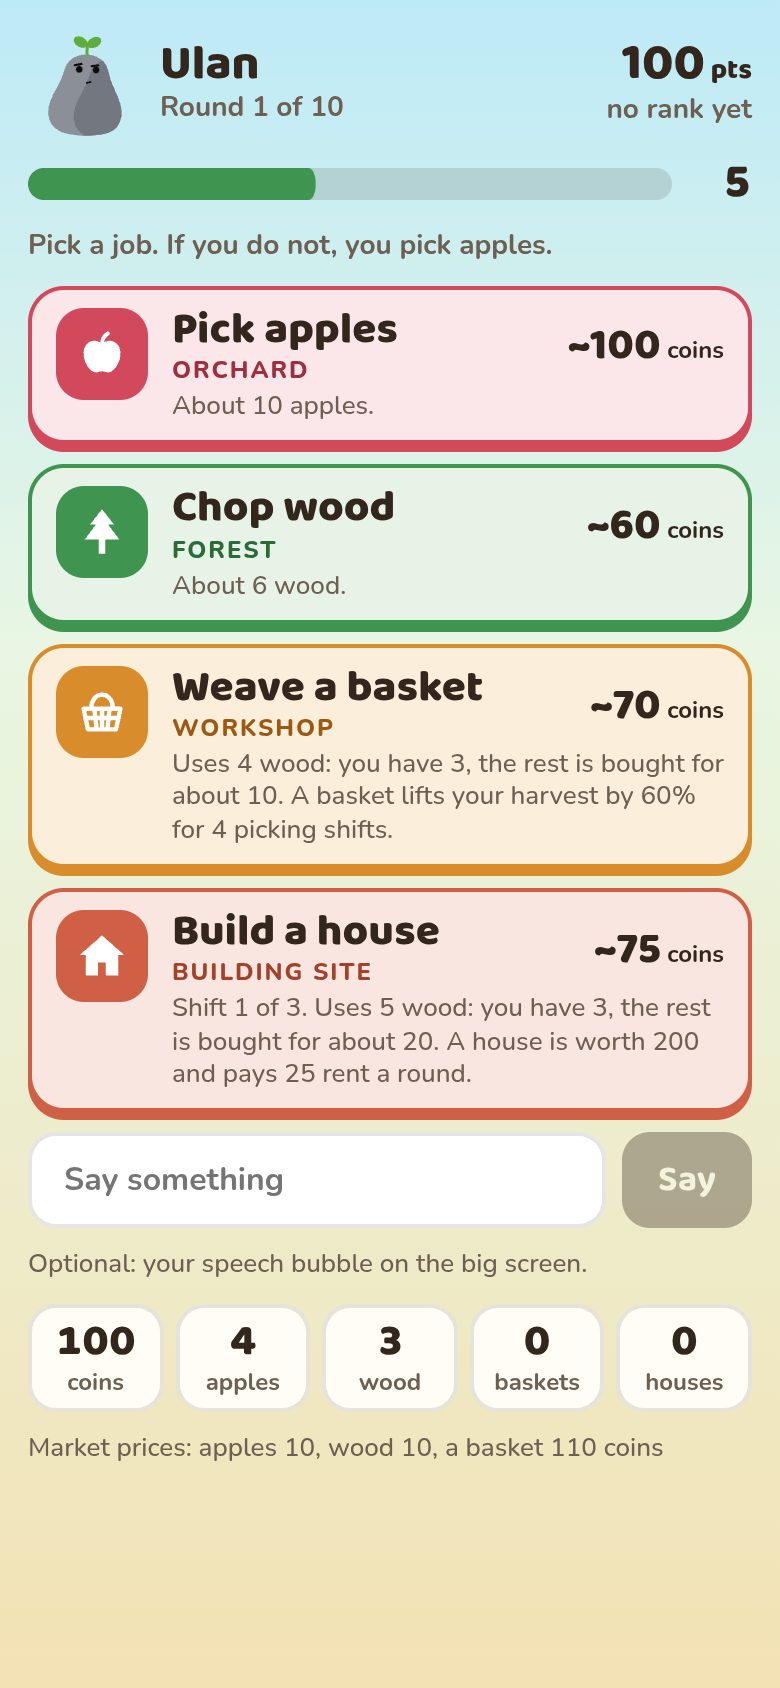 Ulan
Round 1 of 10
100 pts
no rank yet
5
Pick a job. If you do not, you pick apples.
Pick apples
ORCHARD
About 10 apples.
~100 coins
Chop wood
FOREST
About 6 wood.
~60 coins
Weave a basket
WORKSHOP
~70 coins
Uses 4 wood: you have 3, the rest is bought for
about 10. A basket lifts your harvest by 60%
for 4 picking shifts.
Build a house
BUILDING SITE
~75 coins
Shift 1 of 3. Uses 5 wood: you have 3, the rest
is bought for about 20. A house is worth 200
and pays 25 rent a round.
Say something
Say
Optional: your speech bubble on the big screen.
100
coins
4
apples
3
wood
0
baskets
0
houses
Market prices: apples 10, wood 10, a basket 110 coins